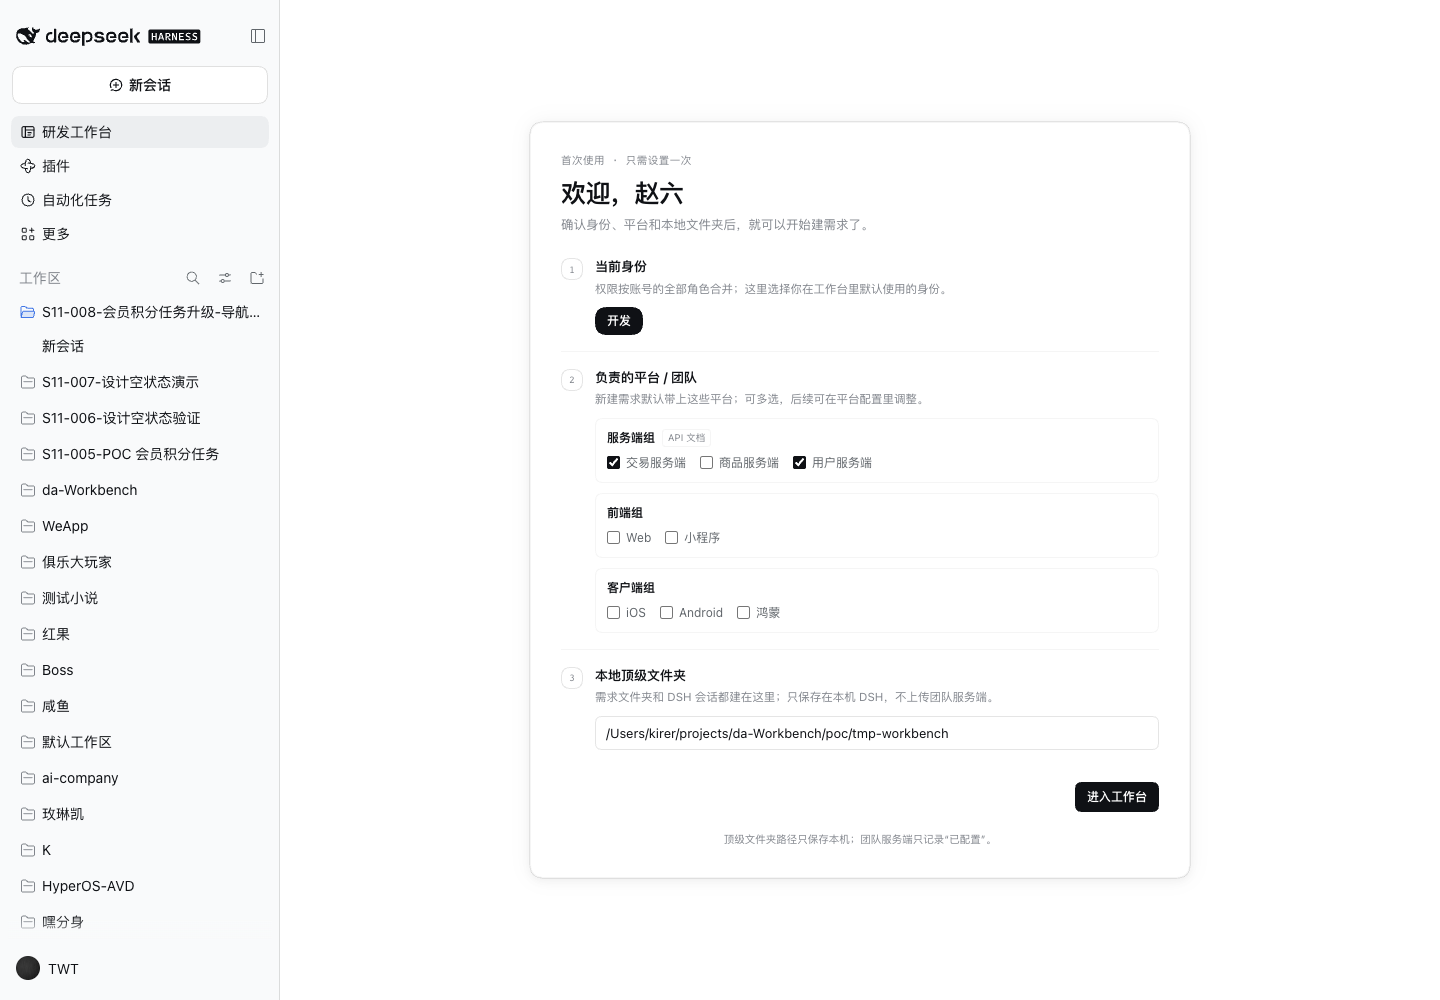 deepseek HARNESS
新会话
研发工作台
插件
自动化任务
更多
工作区
S11-008-会员积分任务升级-导航...
新会话
S11-007-设计空状态演示
S11-006-设计空状态验证
S11-005-POC 会员积分任务
da-Workbench
WeApp
俱乐大玩家
测试小说
红果
Boss
咸鱼
默认工作区
ai-company
玫琳凯
K
HyperOS-AVD
嘿分身
TWT
首次使用 · 只需设置一次
欢迎，赵六
确认身份、平台和本地文件夹后，就可以开始建需求了。
1 当前身份
权限按账号的全部角色合并；这里选择你在工作台里默认使用的身份。
开发
2 负责的平台 / 团队
新建需求默认带上这些平台；可多选，后续可在平台配置里调整。
服务端组 API 文档
交易服务端 商品服务端 用户服务端
前端组
Web 小程序
客户端组
iOS Android 鸿蒙
3 本地顶级文件夹
需求文件夹和 DSH 会话都建在这里；只保存在本机 DSH，不上传团队服务端。
/Users/kirer/projects/da-Workbench/poc/tmp-workbench
进入工作台
顶级文件夹路径只保存本机；团队服务端只记录“已配置”。